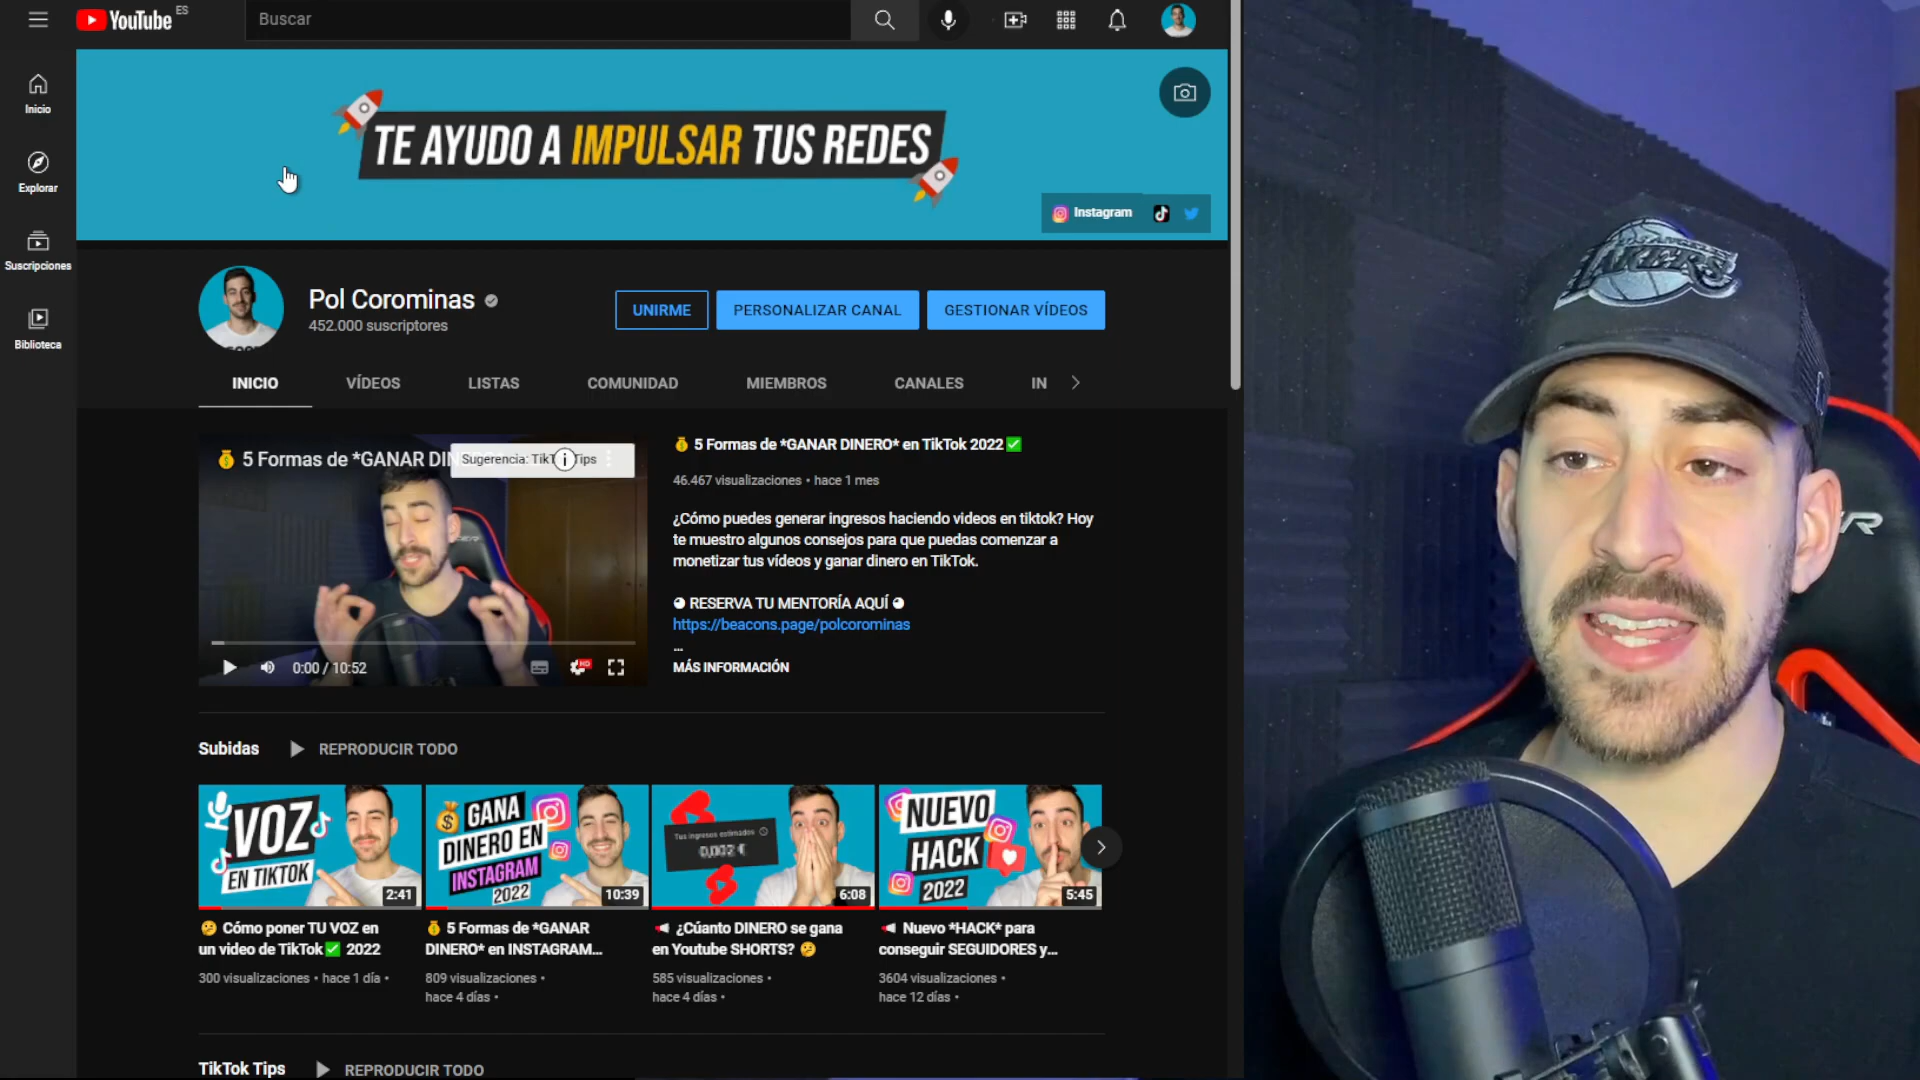 YouTube ES
Buscar
Inicio
Explorar
Suscripciones
Biblioteca
TE AYUDO A IMPULSAR TUS REDES
Instagram
Pol Corominas
452.000 suscriptores
UNIRME
PERSONALIZAR CANAL
GESTIONAR VÍDEOS
INICIO
VÍDEOS
LISTAS
COMUNIDAD
MIEMBROS
CANALES
IN
5 Formas de *GANAR DIN
Sugerencia: TikT Tips
0:00 / 10:52
HD
5 Formas de *GANAR DINERO* en TikTok 2022
46.467 visualizaciones • hace 1 mes
¿Cómo puedes generar ingresos haciendo videos en tiktok? Hoy
te muestro algunos consejos para que puedas comenzar a
monetizar tus vídeos y ganar dinero en TikTok.
RESERVA TU MENTORÍA AQUÍ
https://beacons.page/polcorominas
...
MÁS INFORMACIÓN
Subidas
REPRODUCIR TODO
VOZ
EN TIKTOK
2:41
GANA
DINERO EN
INSTAGRAM
2022
10:39
Tus ingresos estimados
0,002 €
6:08
NUEVO
HACK
2022
5:45
Cómo poner TU VOZ en
un video de TikTok 2022
300 visualizaciones • hace 1 día •
5 Formas de *GANAR
DINERO* en INSTAGRAM...
809 visualizaciones •
hace 4 días •
¿Cúanto DINERO se gana
en Youtube SHORTS?
585 visualizaciones •
hace 4 días •
Nuevo *HACK* para
conseguir SEGUIDORES y...
3604 visualizaciones •
hace 12 días •
TikTok Tips
REPRODUCIR TODO
LAKERS